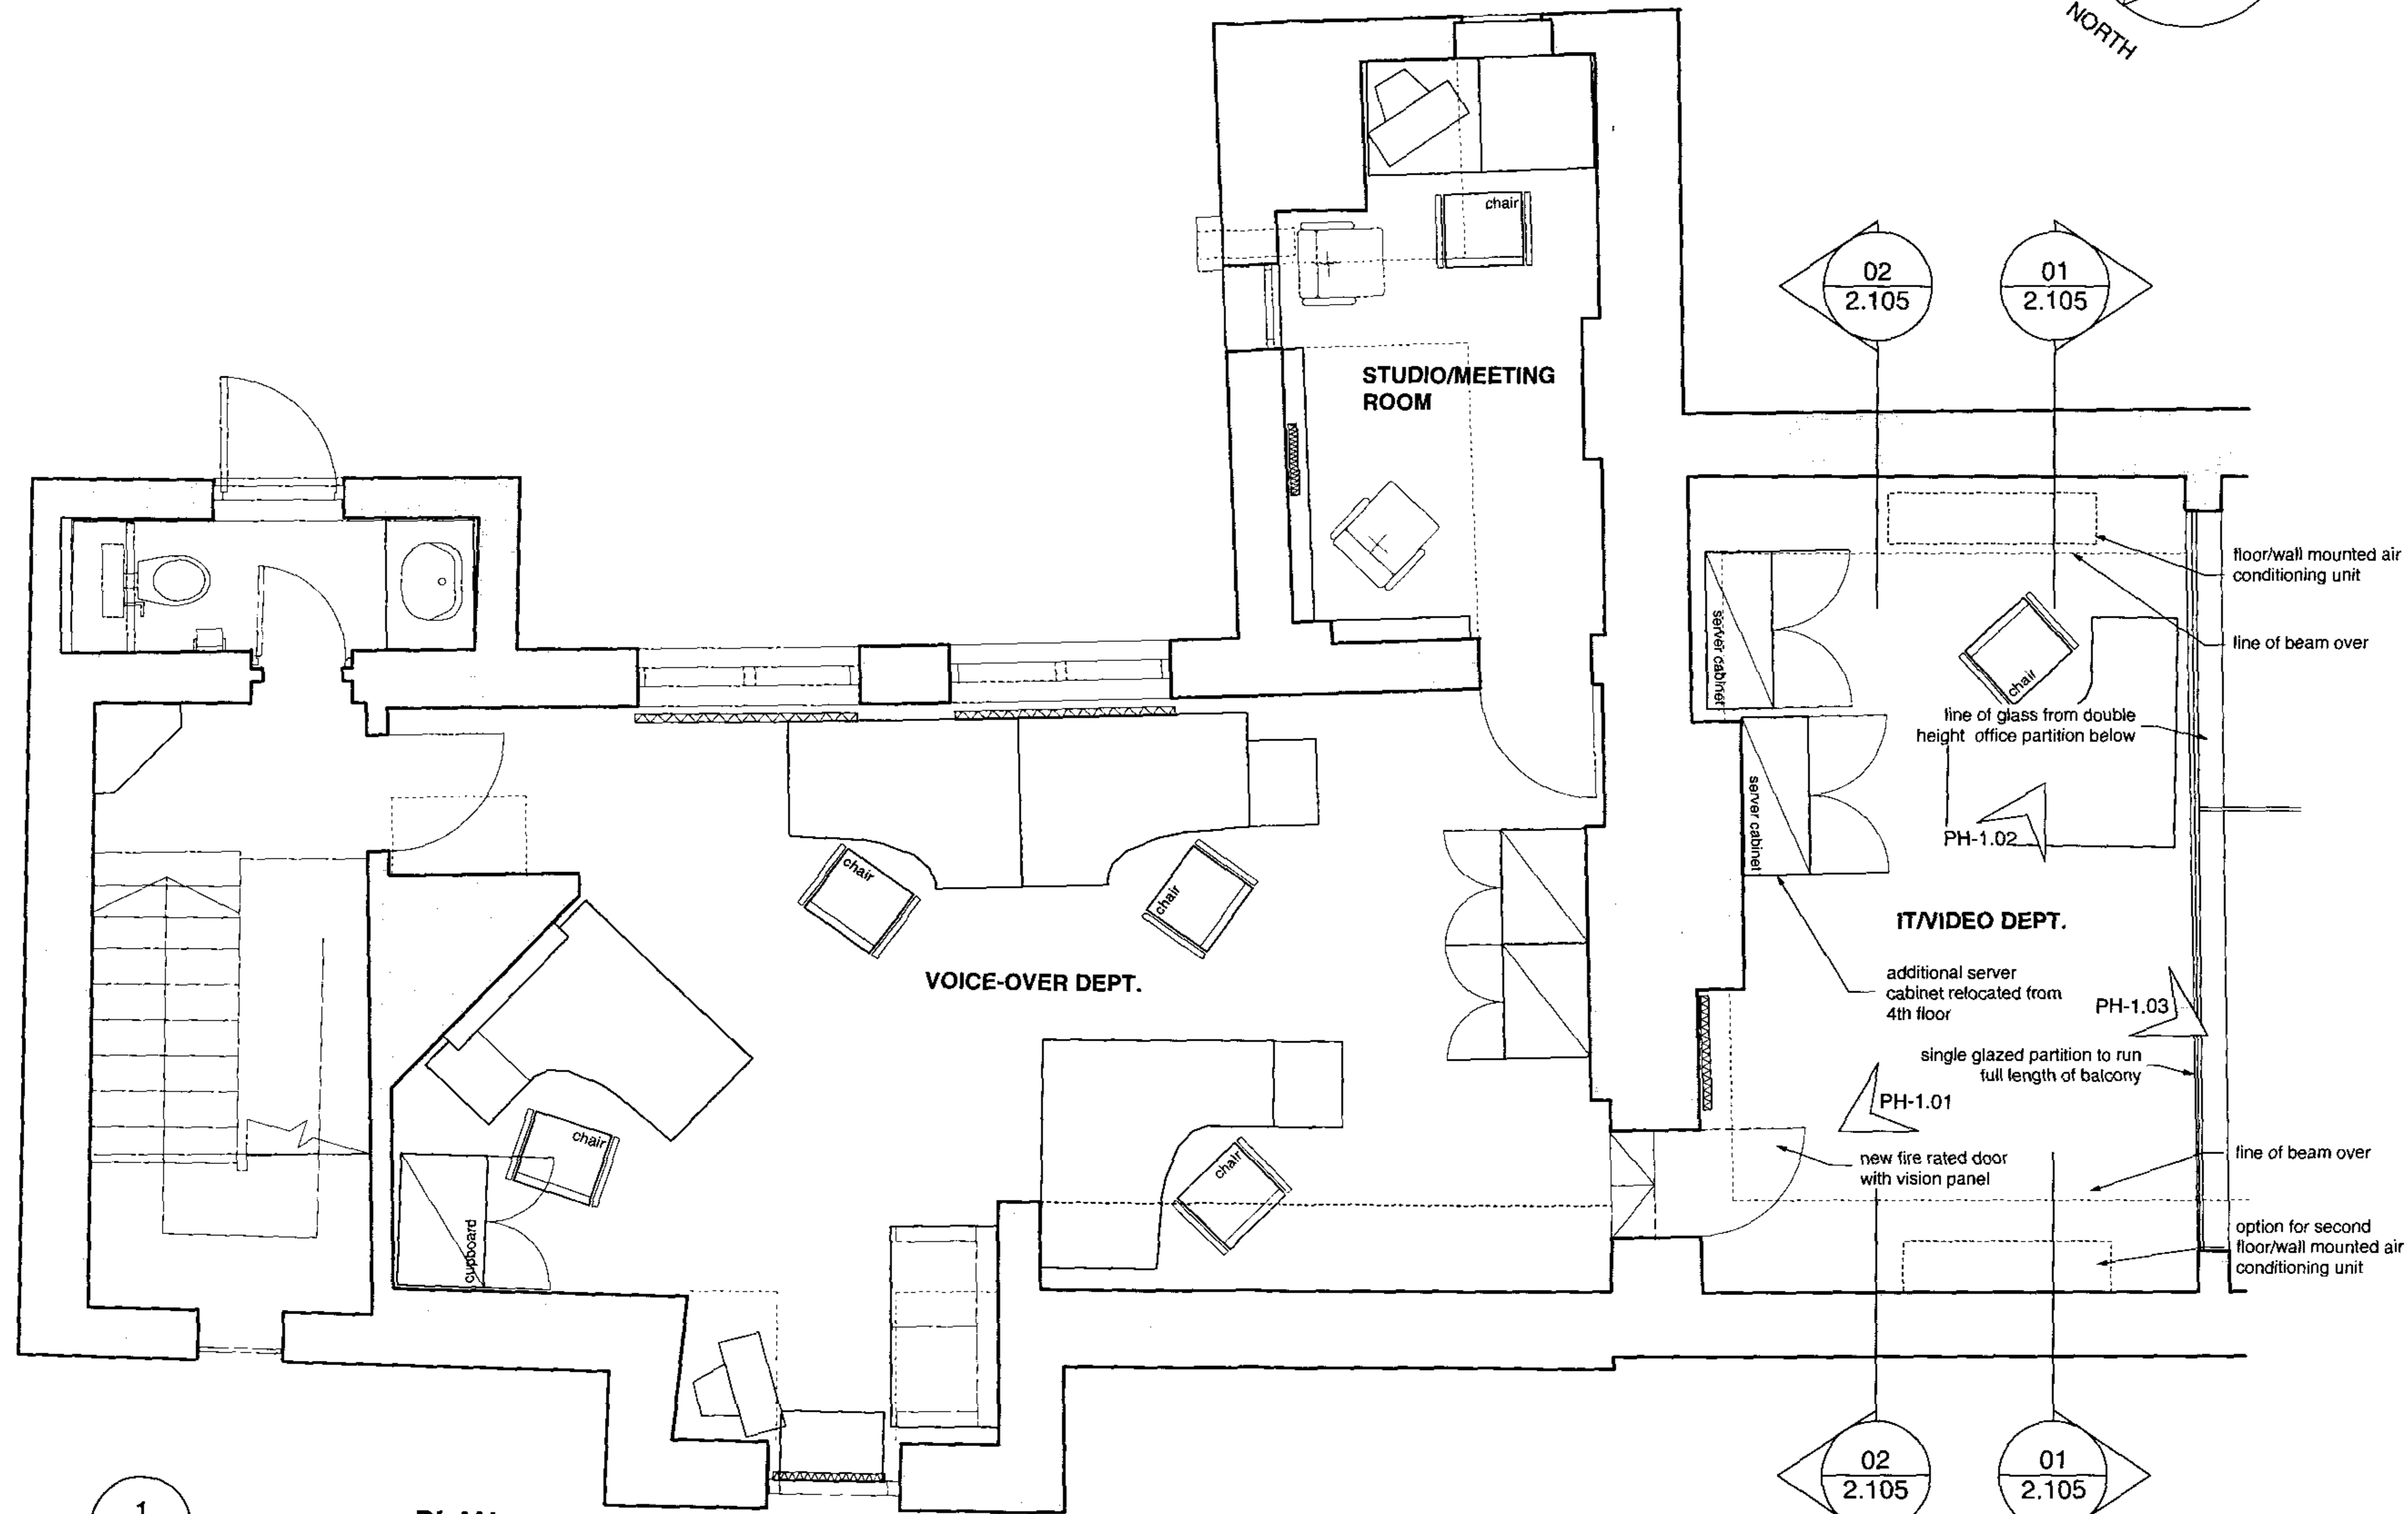 NORTH
chair
02
2.105
01
2.105
STUDIO/MEETING
ROOM
floor/wall mounted air
conditioning unit
server cabinet
line of beam over
chair
line of glass from double
height office partition below
server cabinet
PH-1.02
chair
chair
IT/VIDEO DEPT.
VOICE-OVER DEPT.
additional server
cabinet relocated from
4th floor
PH-1.03
single glazed partition to run
full length of balcony
PH-1.01
chair
chair
new fire rated door
with vision panel
line of beam over
cupboard
option for second
floor/wall mounted air
conditioning unit
02
2.105
01
2.105
1